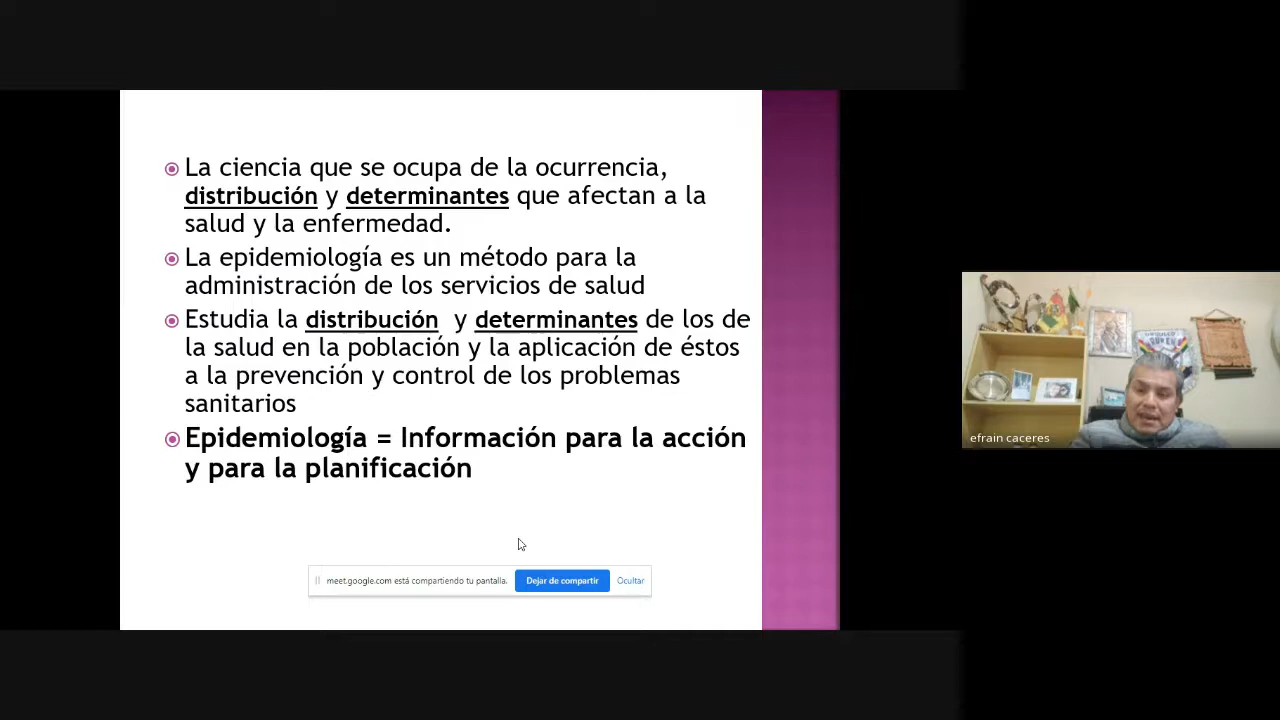 La ciencia que se ocupa de la ocurrencia,
distribución y determinantes que afectan a la
salud y la enfermedad.
La epidemiología es un método para la
administración de los servicios de salud
Estudia la distribución y determinantes de los de
la salud en la población y la aplicación de éstos
a la prevención y control de los problemas
sanitarios
Epidemiología = Información para la acción
y para la planificación
meet.google.com está compartiendo tu pantalla. Dejar de compartir Ocultar
efrain caceres